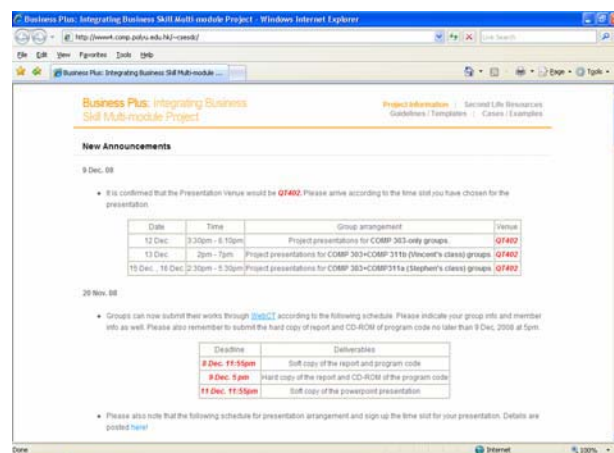 Business Plus: Integrating Business Skill Multi-module Project - Windows Internet Explorer
http://www4.comp.polyu.edu.hk/~csesib/
Live Search
File Edit View Favorites Tools Help
Business Plus: Integrating Business Skill Multi-module ...
Page Tools
Business Plus: Integrating Business
Skill Multi-module Project
Project Information | Second Life Resources
Guidelines / Templates | Cases / Examples
New Announcements
9 Dec. 08
It is confirmed that the Presentation Venue would be QT402. Please arrive according to the time slot you have chosen for the
presentation.
Date Time Group arrangement Venue
12 Dec. 3:30pm - 8:10pm Project presentations for COMP 303-only groups. QT402
13 Dec. 2pm - 7pm Project presentations for COMP 303+COMP 311b (Vincent's class) groups. QT402
15 Dec. , 16 Dec. 2:30pm - 5:30pm Project presentations for COMP 303+COMP311a (Stephen's class) groups. QT402
20 Nov. 08
Groups can now submit their works through WebCT according to the following schedule. Please indicate your group info and member
info as well. Please also remember to submit the hard copy of report and CD-ROM of program code no later than 9 Dec, 2008 at 5pm.
Deadline Deliverables
8 Dec. 11:55pm Soft copy of the report and program code
9 Dec. 5 pm Hard copy of the report and CD-ROM of the program code
11 Dec. 11:55pm Soft copy of the powerpoint presentation
Please also note that the following schedule for presentation arrangement and sign up the time slot for your presentation. Details are
posted here!
Done Internet 100%